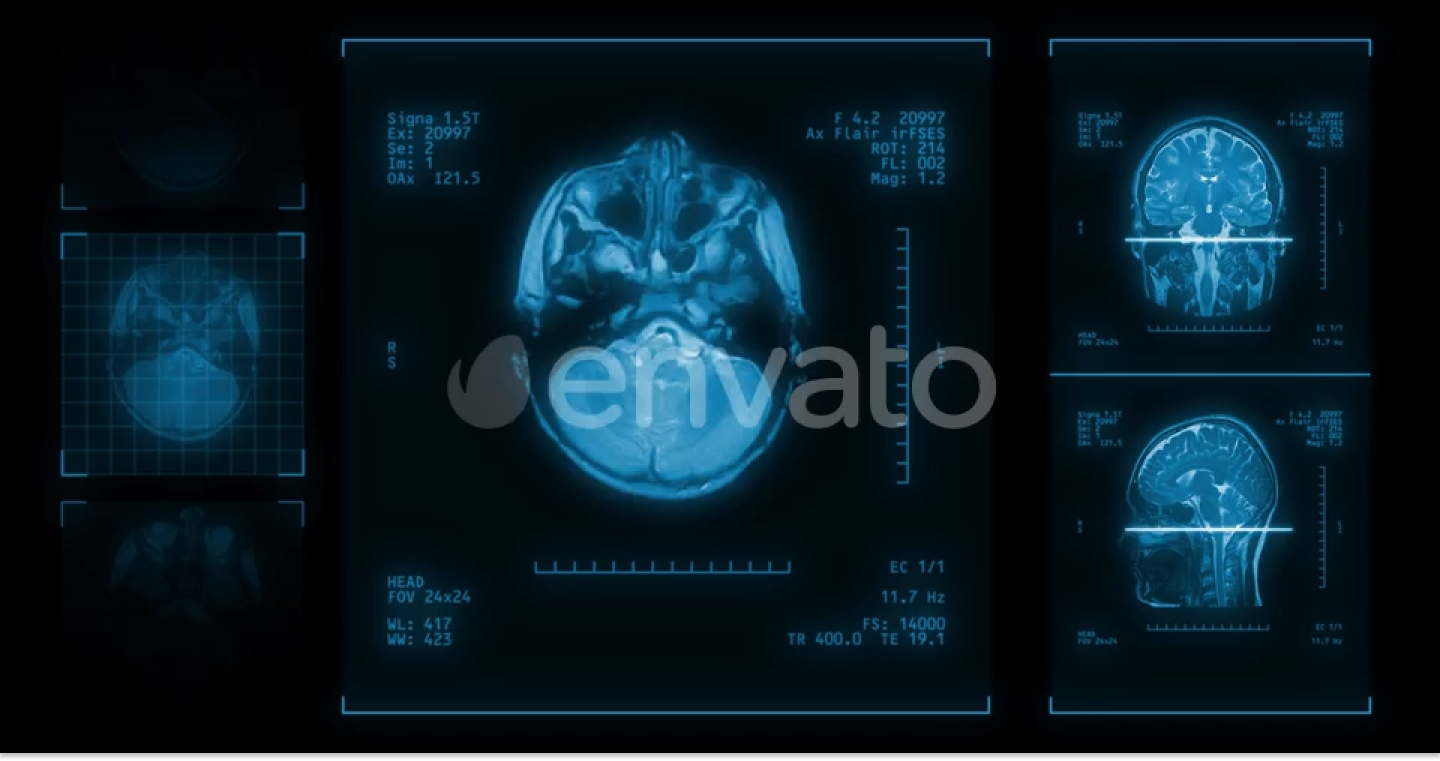 Signa 1.5T
Ex: 20997
Se: 2
Im: 1
OAx I21.5
F 4.2 20997
Ax Flair irFSES
ROT: 214
FL: 002
Mag: 1.2
R
S
L
I
envato
HEAD
FOV 24x24
WL: 417
WW: 423
EC 1/1
11.7 Hz
FS: 14000
TR 400.0 TE 19.1
Signa 1.5T
Ex: 20997
Se: 2
Im: 1
OAx I21.5
F 4.2 20997
Ax Flair irFSES
ROT: 214
FL: 002
Mag: 1.2
R
S
L
I
HEAD
FOV 24x24
EC 1/1
11.7 Hz
Signa 1.5T
Ex: 20997
Se: 2
Im: 1
OAx I21.5
F 4.2 20997
Ax Flair irFSES
ROT: 214
FL: 002
Mag: 1.2
R
S
L
I
HEAD
FOV 24x24
EC 1/1
11.7 Hz